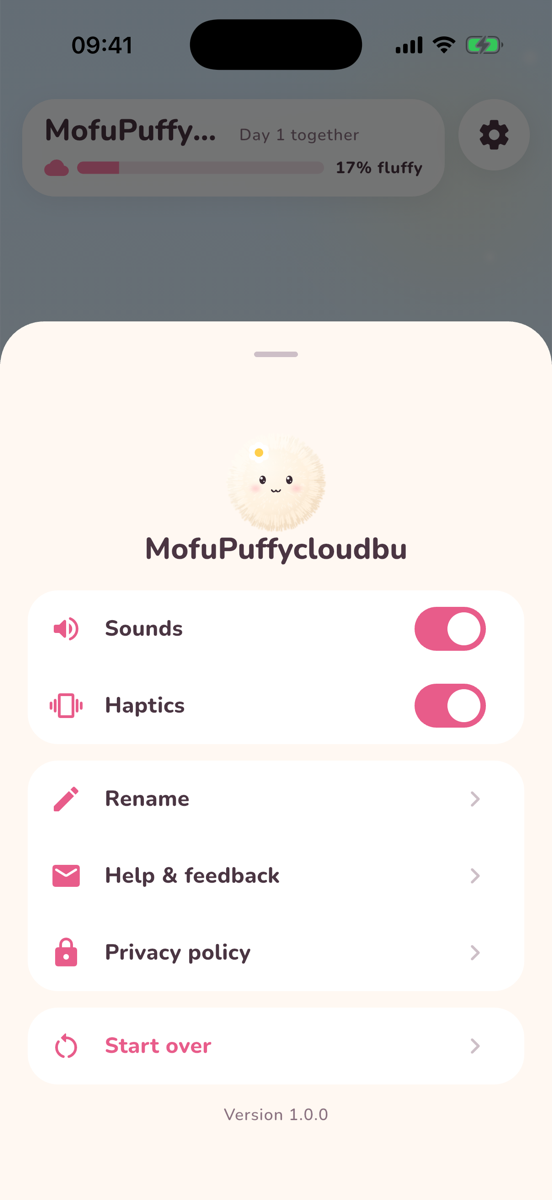 09:41
MofuPuffy...
Day 1 together
17% fluffy
MofuPuffycloudbu
Sounds
Haptics
Rename
Help & feedback
Privacy policy
Start over
Version 1.0.0